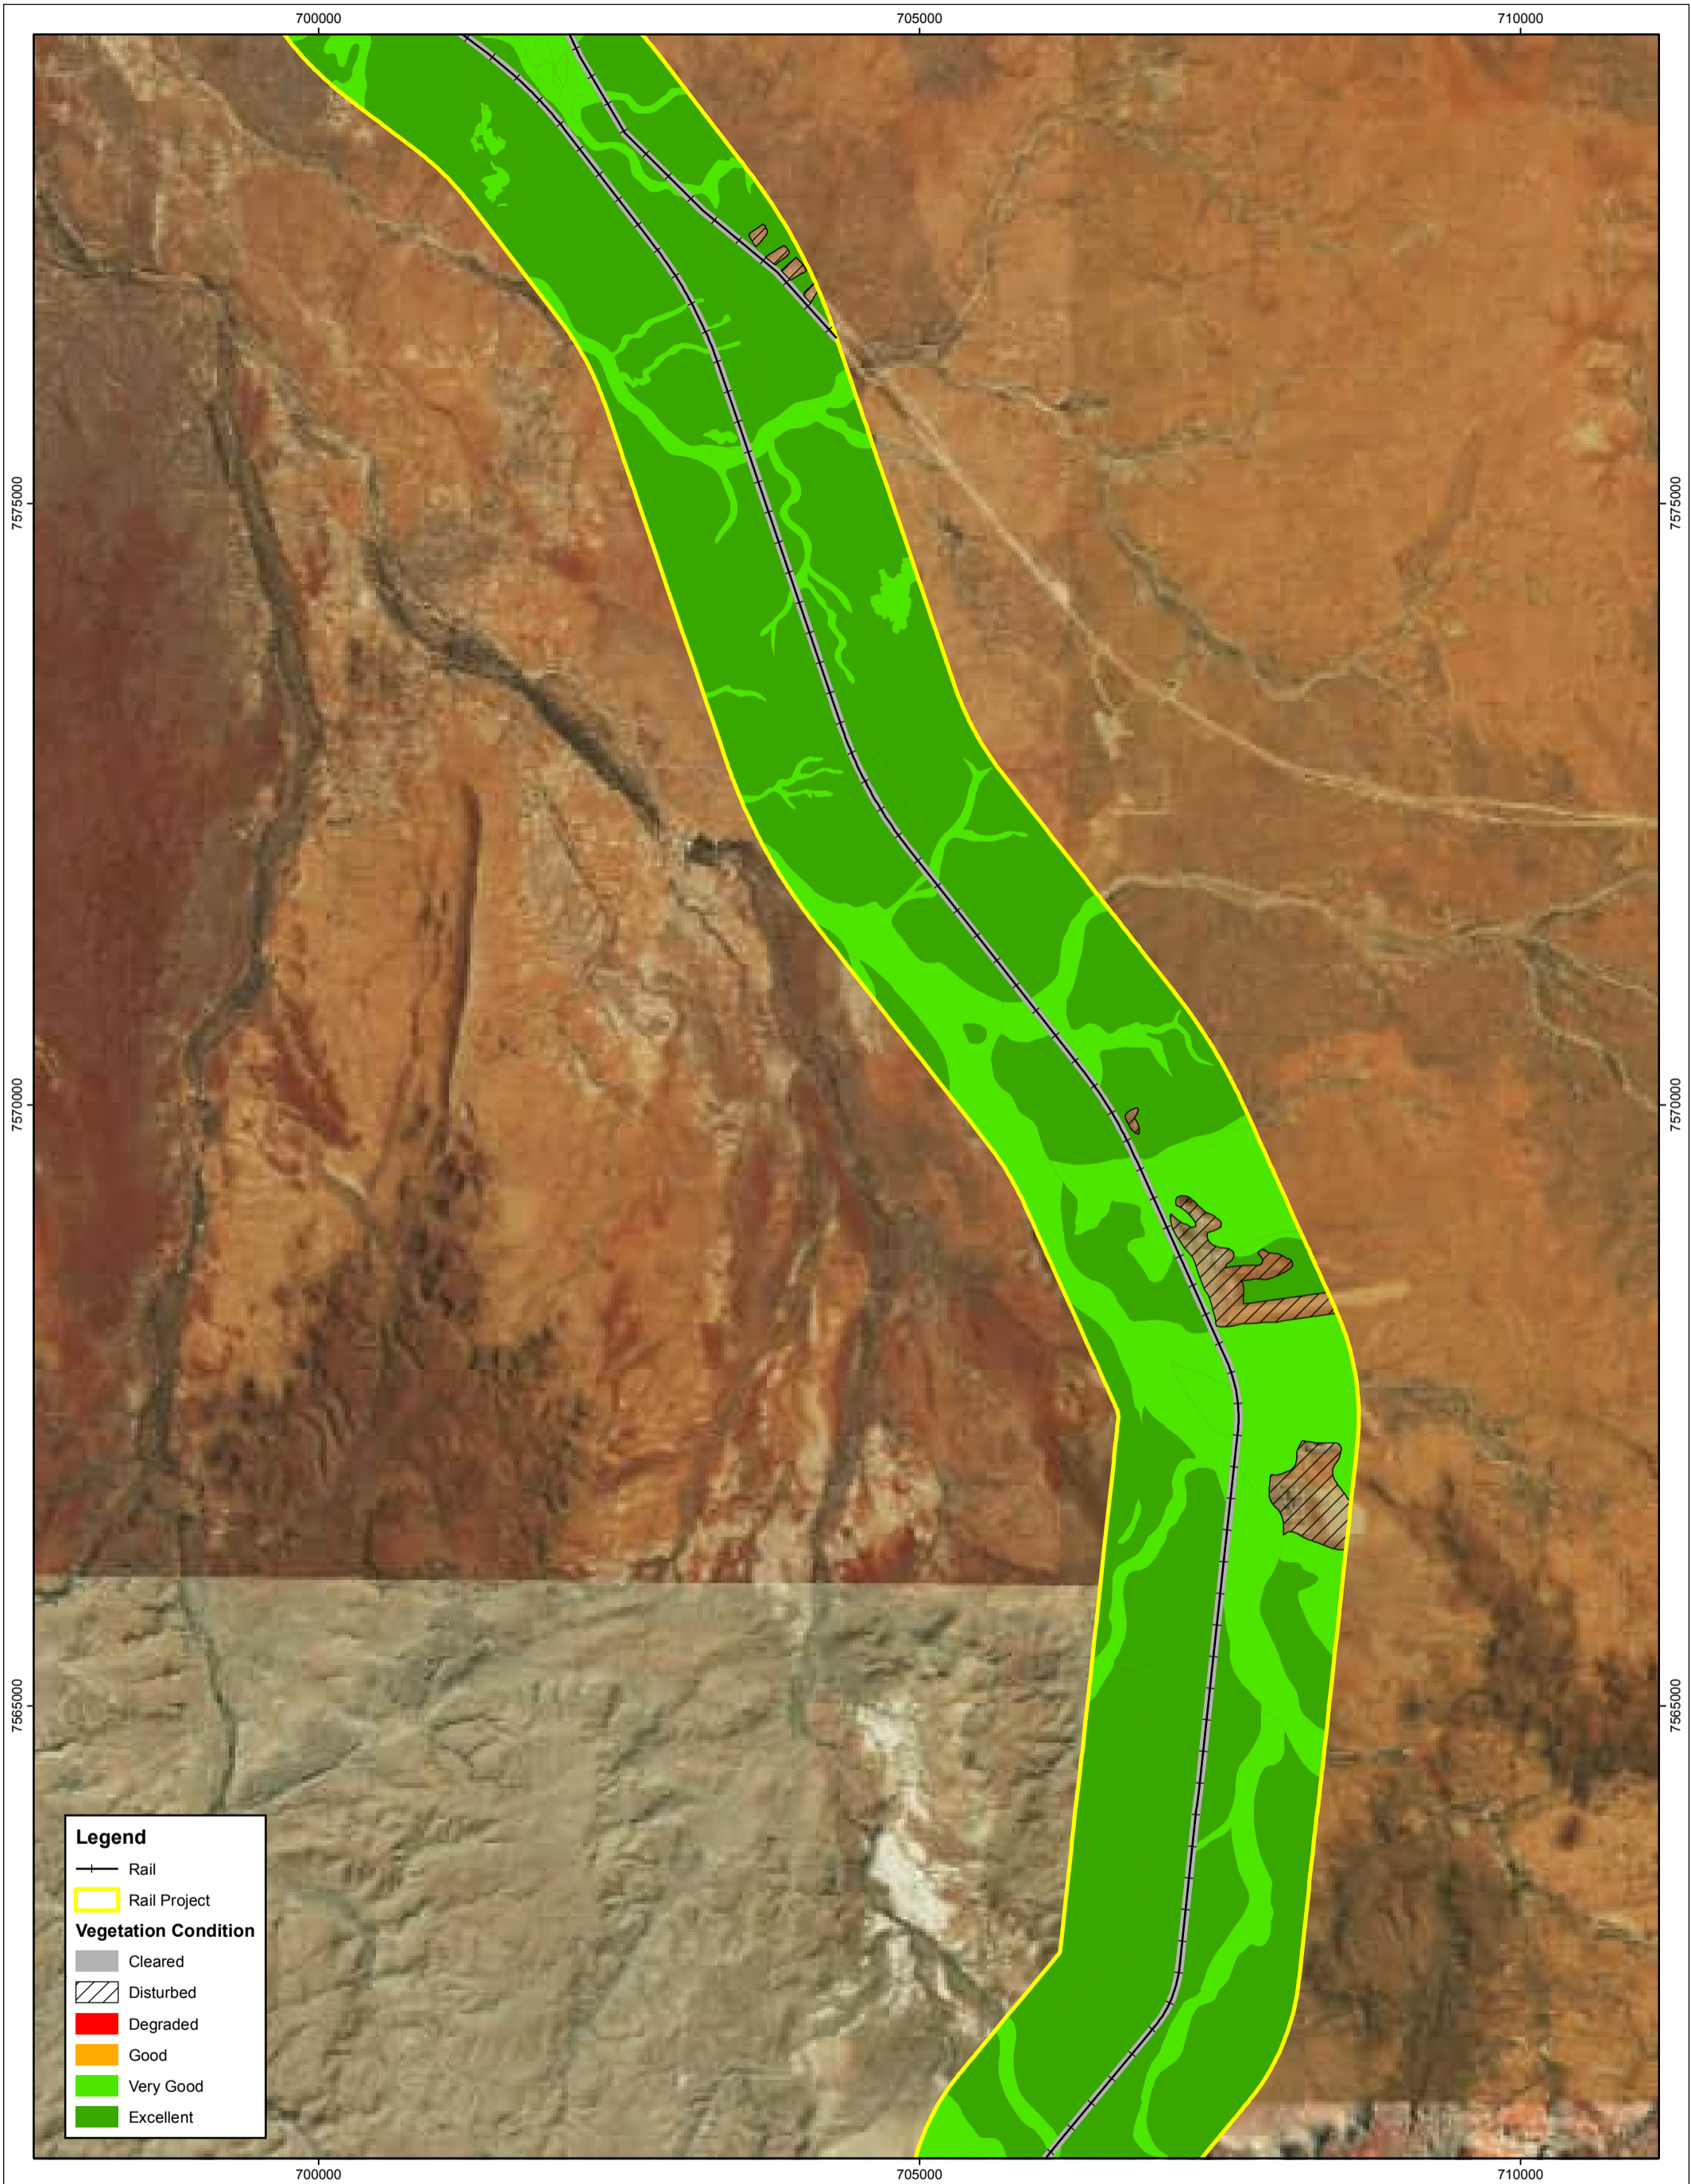 700000
705000
710000
7575000
7575000
7570000
7570000
7565000
7565000
Legend
Rail
Rail Project
Vegetation Condition
Cleared
Disturbed
Degraded
Good
Very Good
Excellent
700000
705000
710000